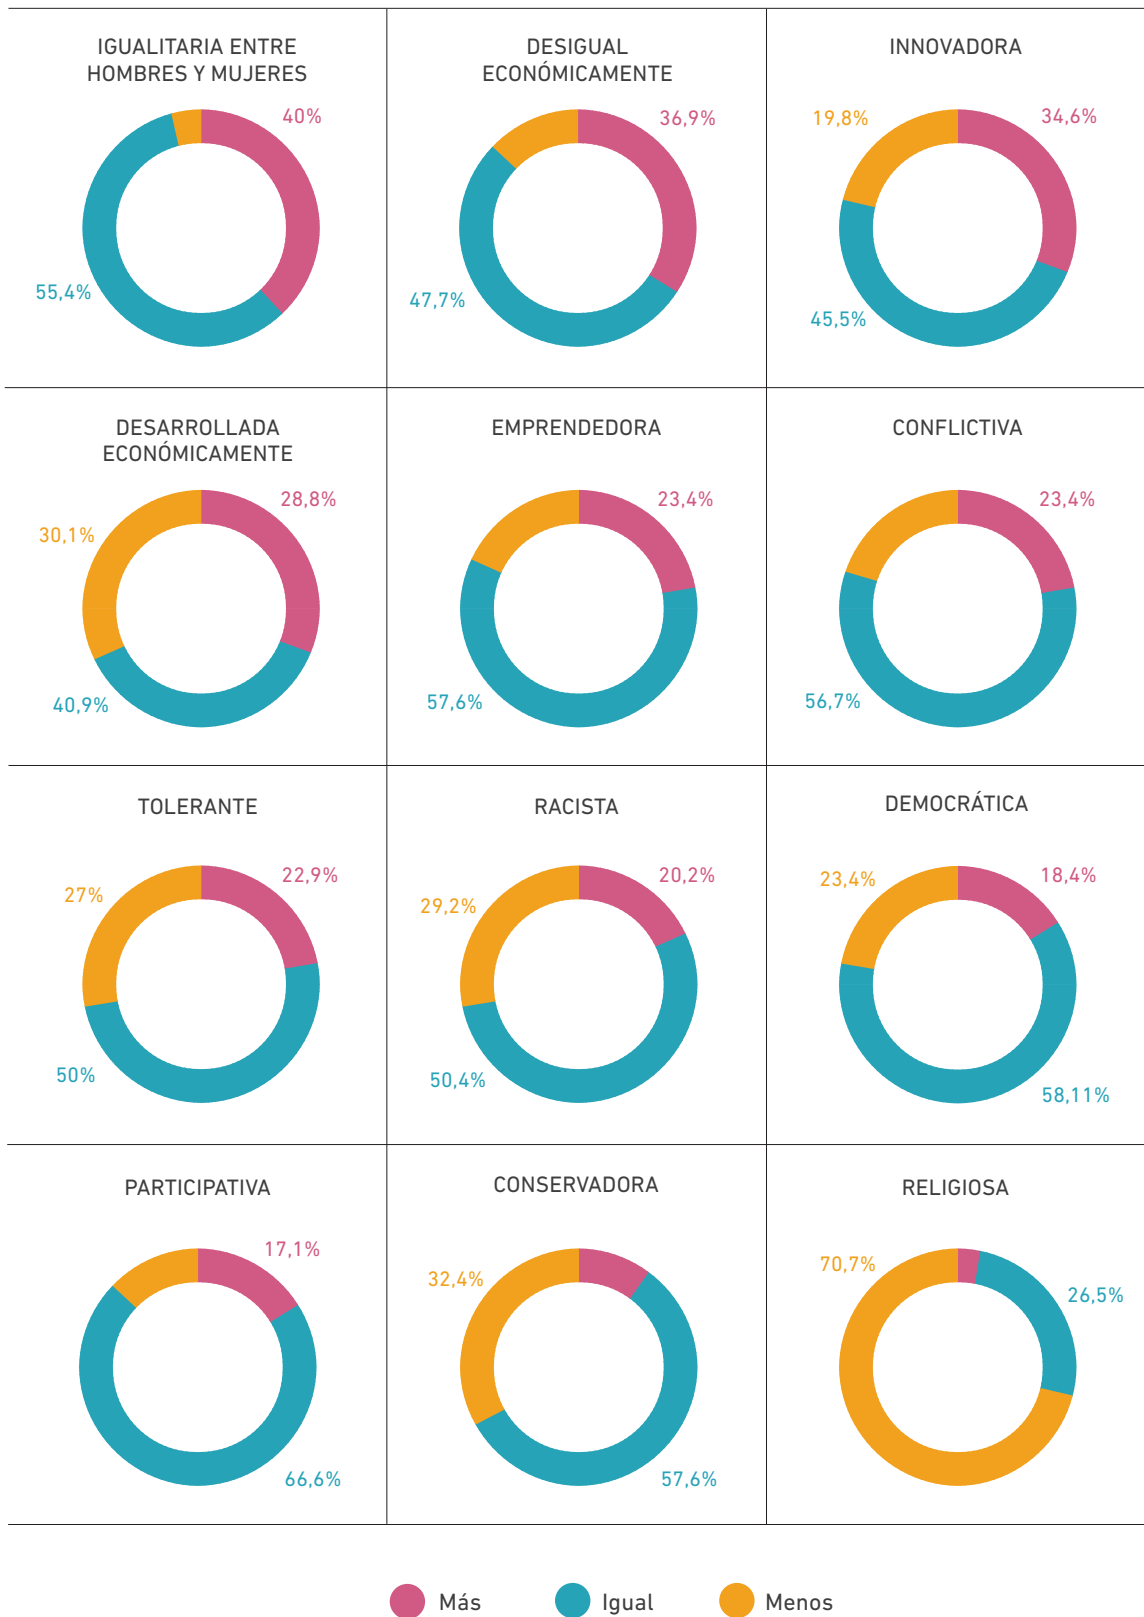 IGUALITARIA ENTRE
HOMBRES Y MUJERES
40%
55,4%
DESIGUAL
ECONÓMICAMENTE
36,9%
47,7%
INNOVADORA
19,8%
34,6%
45,5%
DESARROLLADA
ECONÓMICAMENTE
28,8%
30,1%
40,9%
EMPRENDEDORA
23,4%
57,6%
CONFLICTIVA
23,4%
56,7%
TOLERANTE
22,9%
27%
50%
RACISTA
20,2%
29,2%
50,4%
DEMOCRÁTICA
23,4%
18,4%
58,11%
PARTICIPATIVA
17,1%
66,6%
CONSERVADORA
32,4%
57,6%
RELIGIOSA
70,7%
26,5%
Más
Igual
Menos